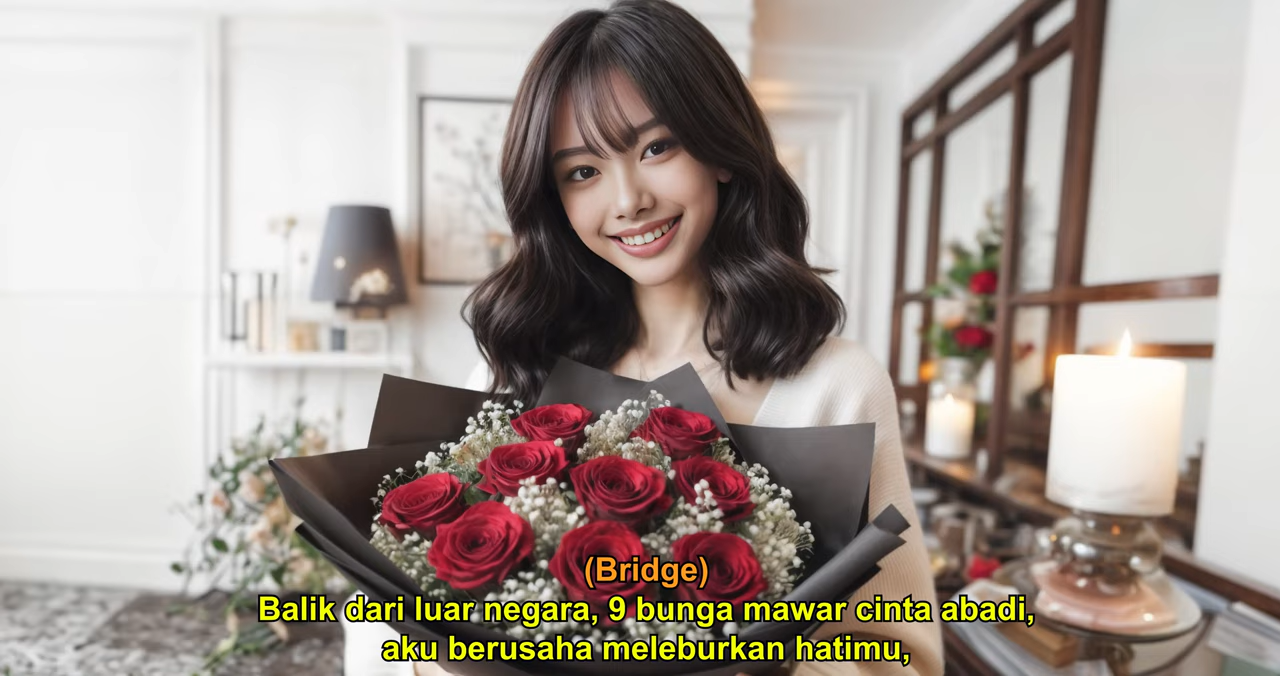 (Bridge)
Balik dari luar negara, 9 bunga mawar cinta abadi,
aku berusaha meleburkan hatimu,